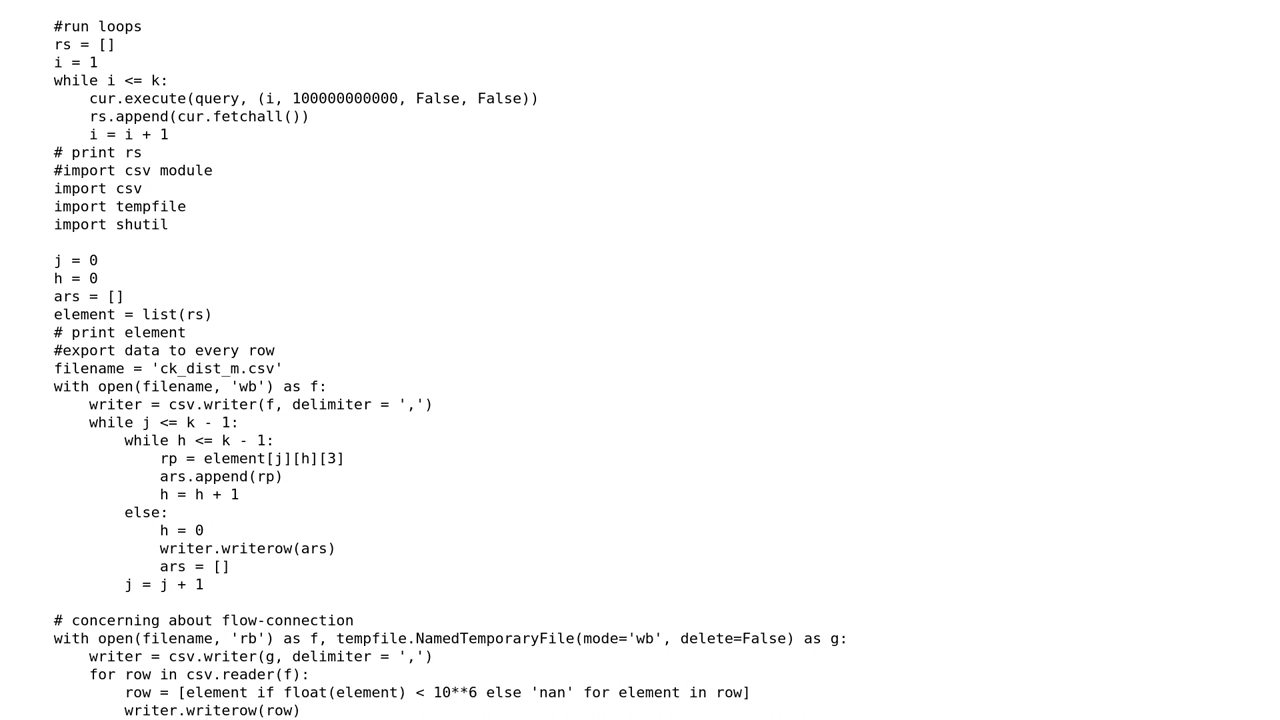 #run loops
rs = []
i = 1
while i <= k:
    cur.execute(query, (i, 100000000000, False, False))
    rs.append(cur.fetchall())
    i = i + 1
# print rs
#import csv module
import csv
import tempfile
import shutil

j = 0
h = 0
ars = []
element = list(rs)
# print element
#export data to every row
filename = 'ck_dist_m.csv'
with open(filename, 'wb') as f:
    writer = csv.writer(f, delimiter = ',')
    while j <= k - 1:
        while h <= k - 1:
            rp = element[j][h][3]
            ars.append(rp)
            h = h + 1
        else:
            h = 0
            writer.writerow(ars)
            ars = []
        j = j + 1

# concerning about flow-connection
with open(filename, 'rb') as f, tempfile.NamedTemporaryFile(mode='wb', delete=False) as g:
    writer = csv.writer(g, delimiter = ',')
    for row in csv.reader(f):
        row = [element if float(element) < 10**6 else 'nan' for element in row]
        writer.writerow(row)